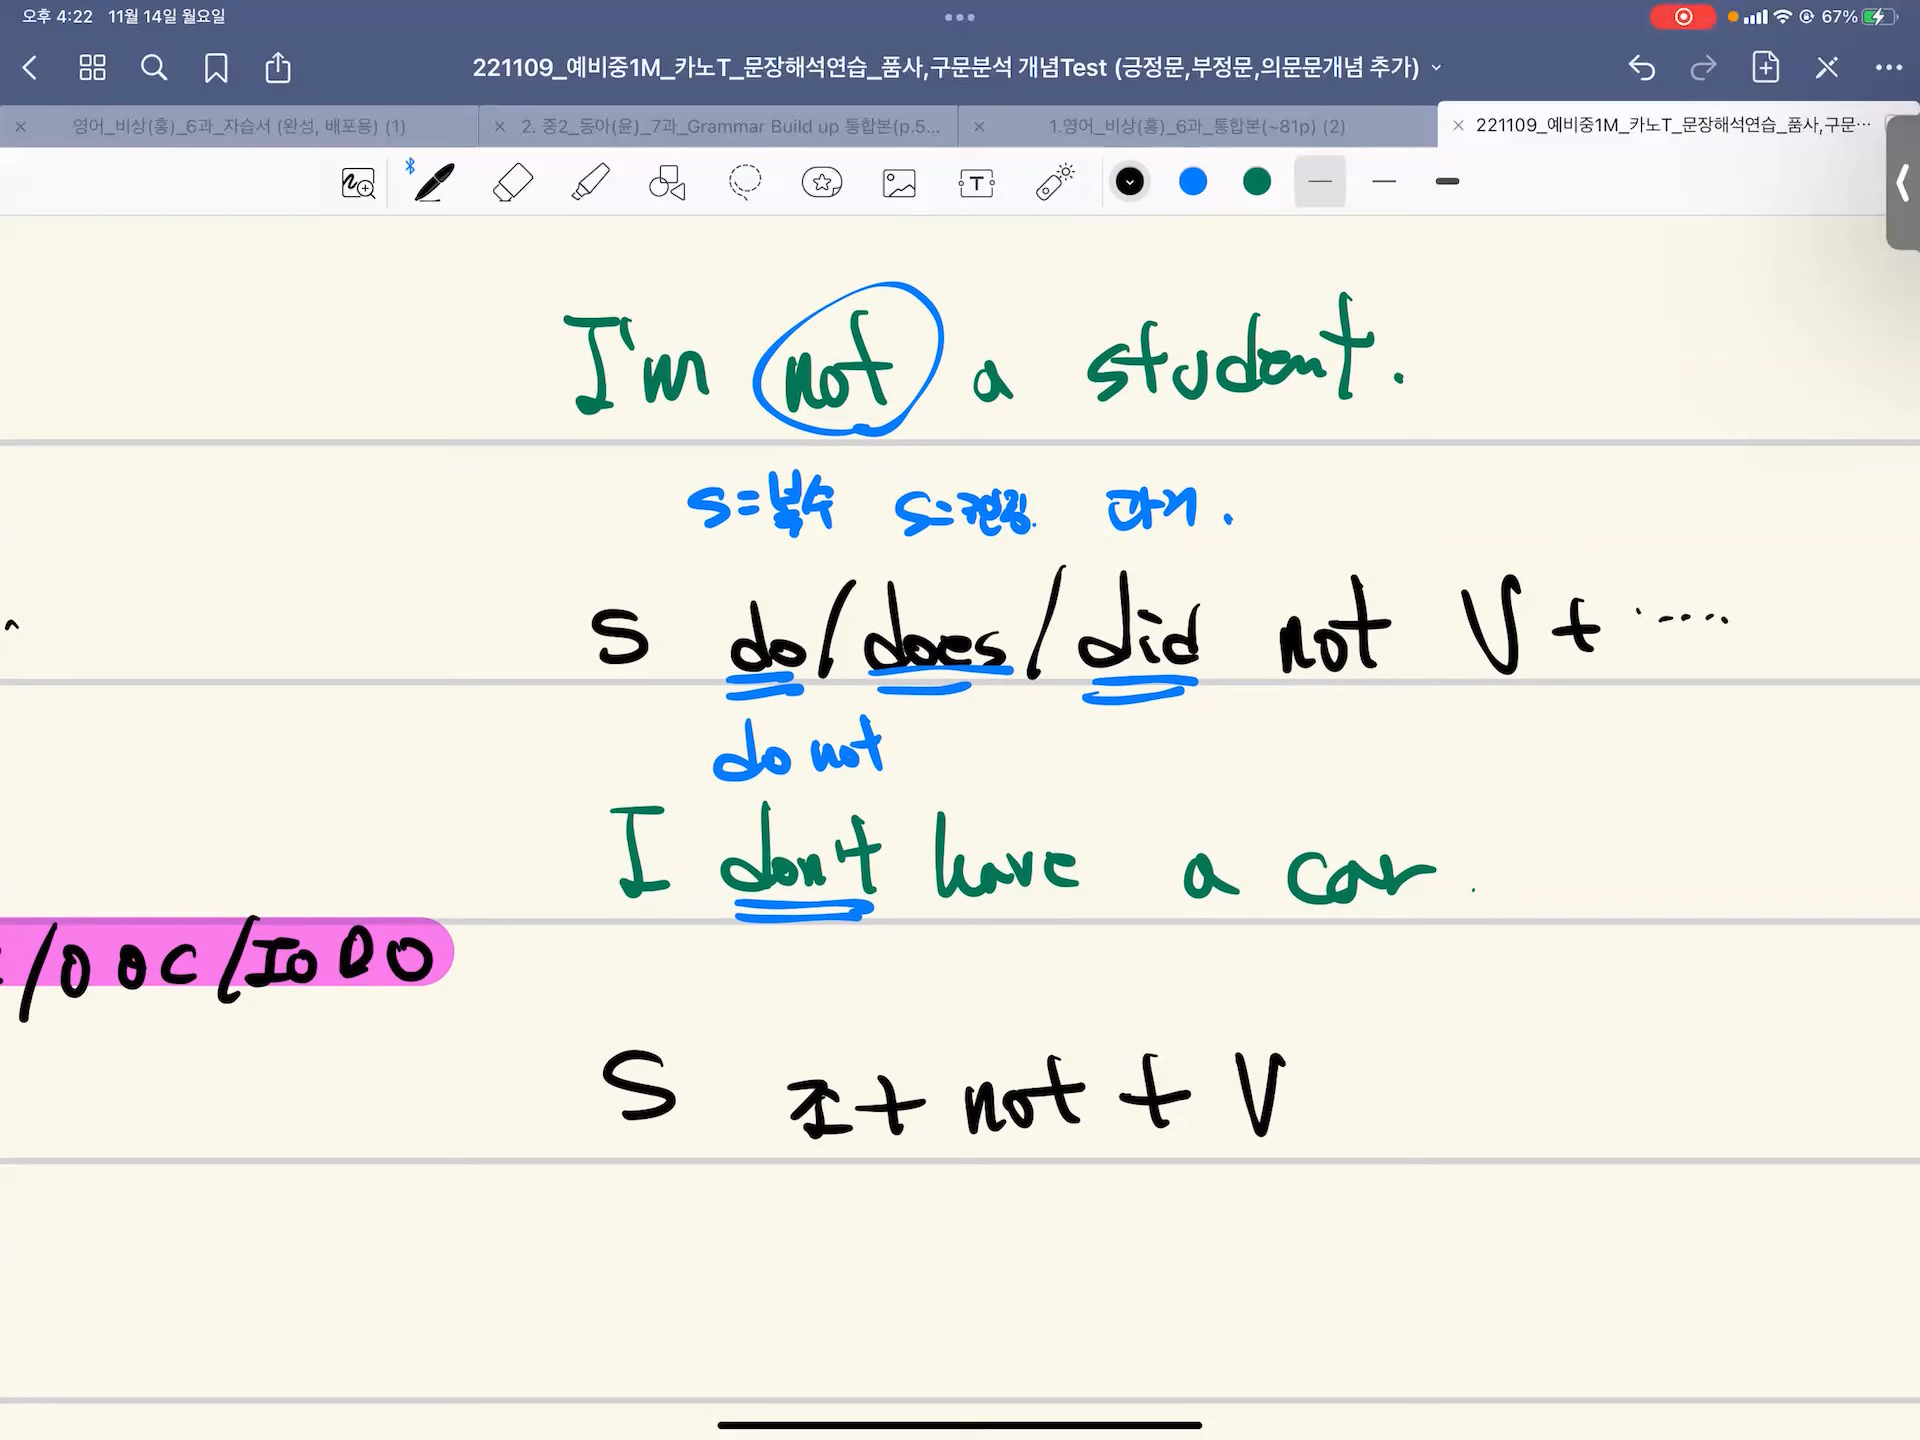 오후 4:22 11월 14일 월요일
67%
221109_예비중1M_카노T_문장해석연습_품사,구문분석 개념Test (긍정문,부정문,의문문개념 추가)
영어_비상(홍)_6과_자습서 (완성, 배포용) (1)
2. 중2_동아(윤)_7과_Grammar Build up 통합본(p.5...
1.영어_비상(홍)_6과_통합본(~81p) (2)
221109_예비중1M_카노T_문장해석연습_품사,구문…
I'm not a student.
S=복수 S= 과거.
S do/does/did not V + .....
do not
I don't have a car.
/O OC/IO DO
S 조+ not + V